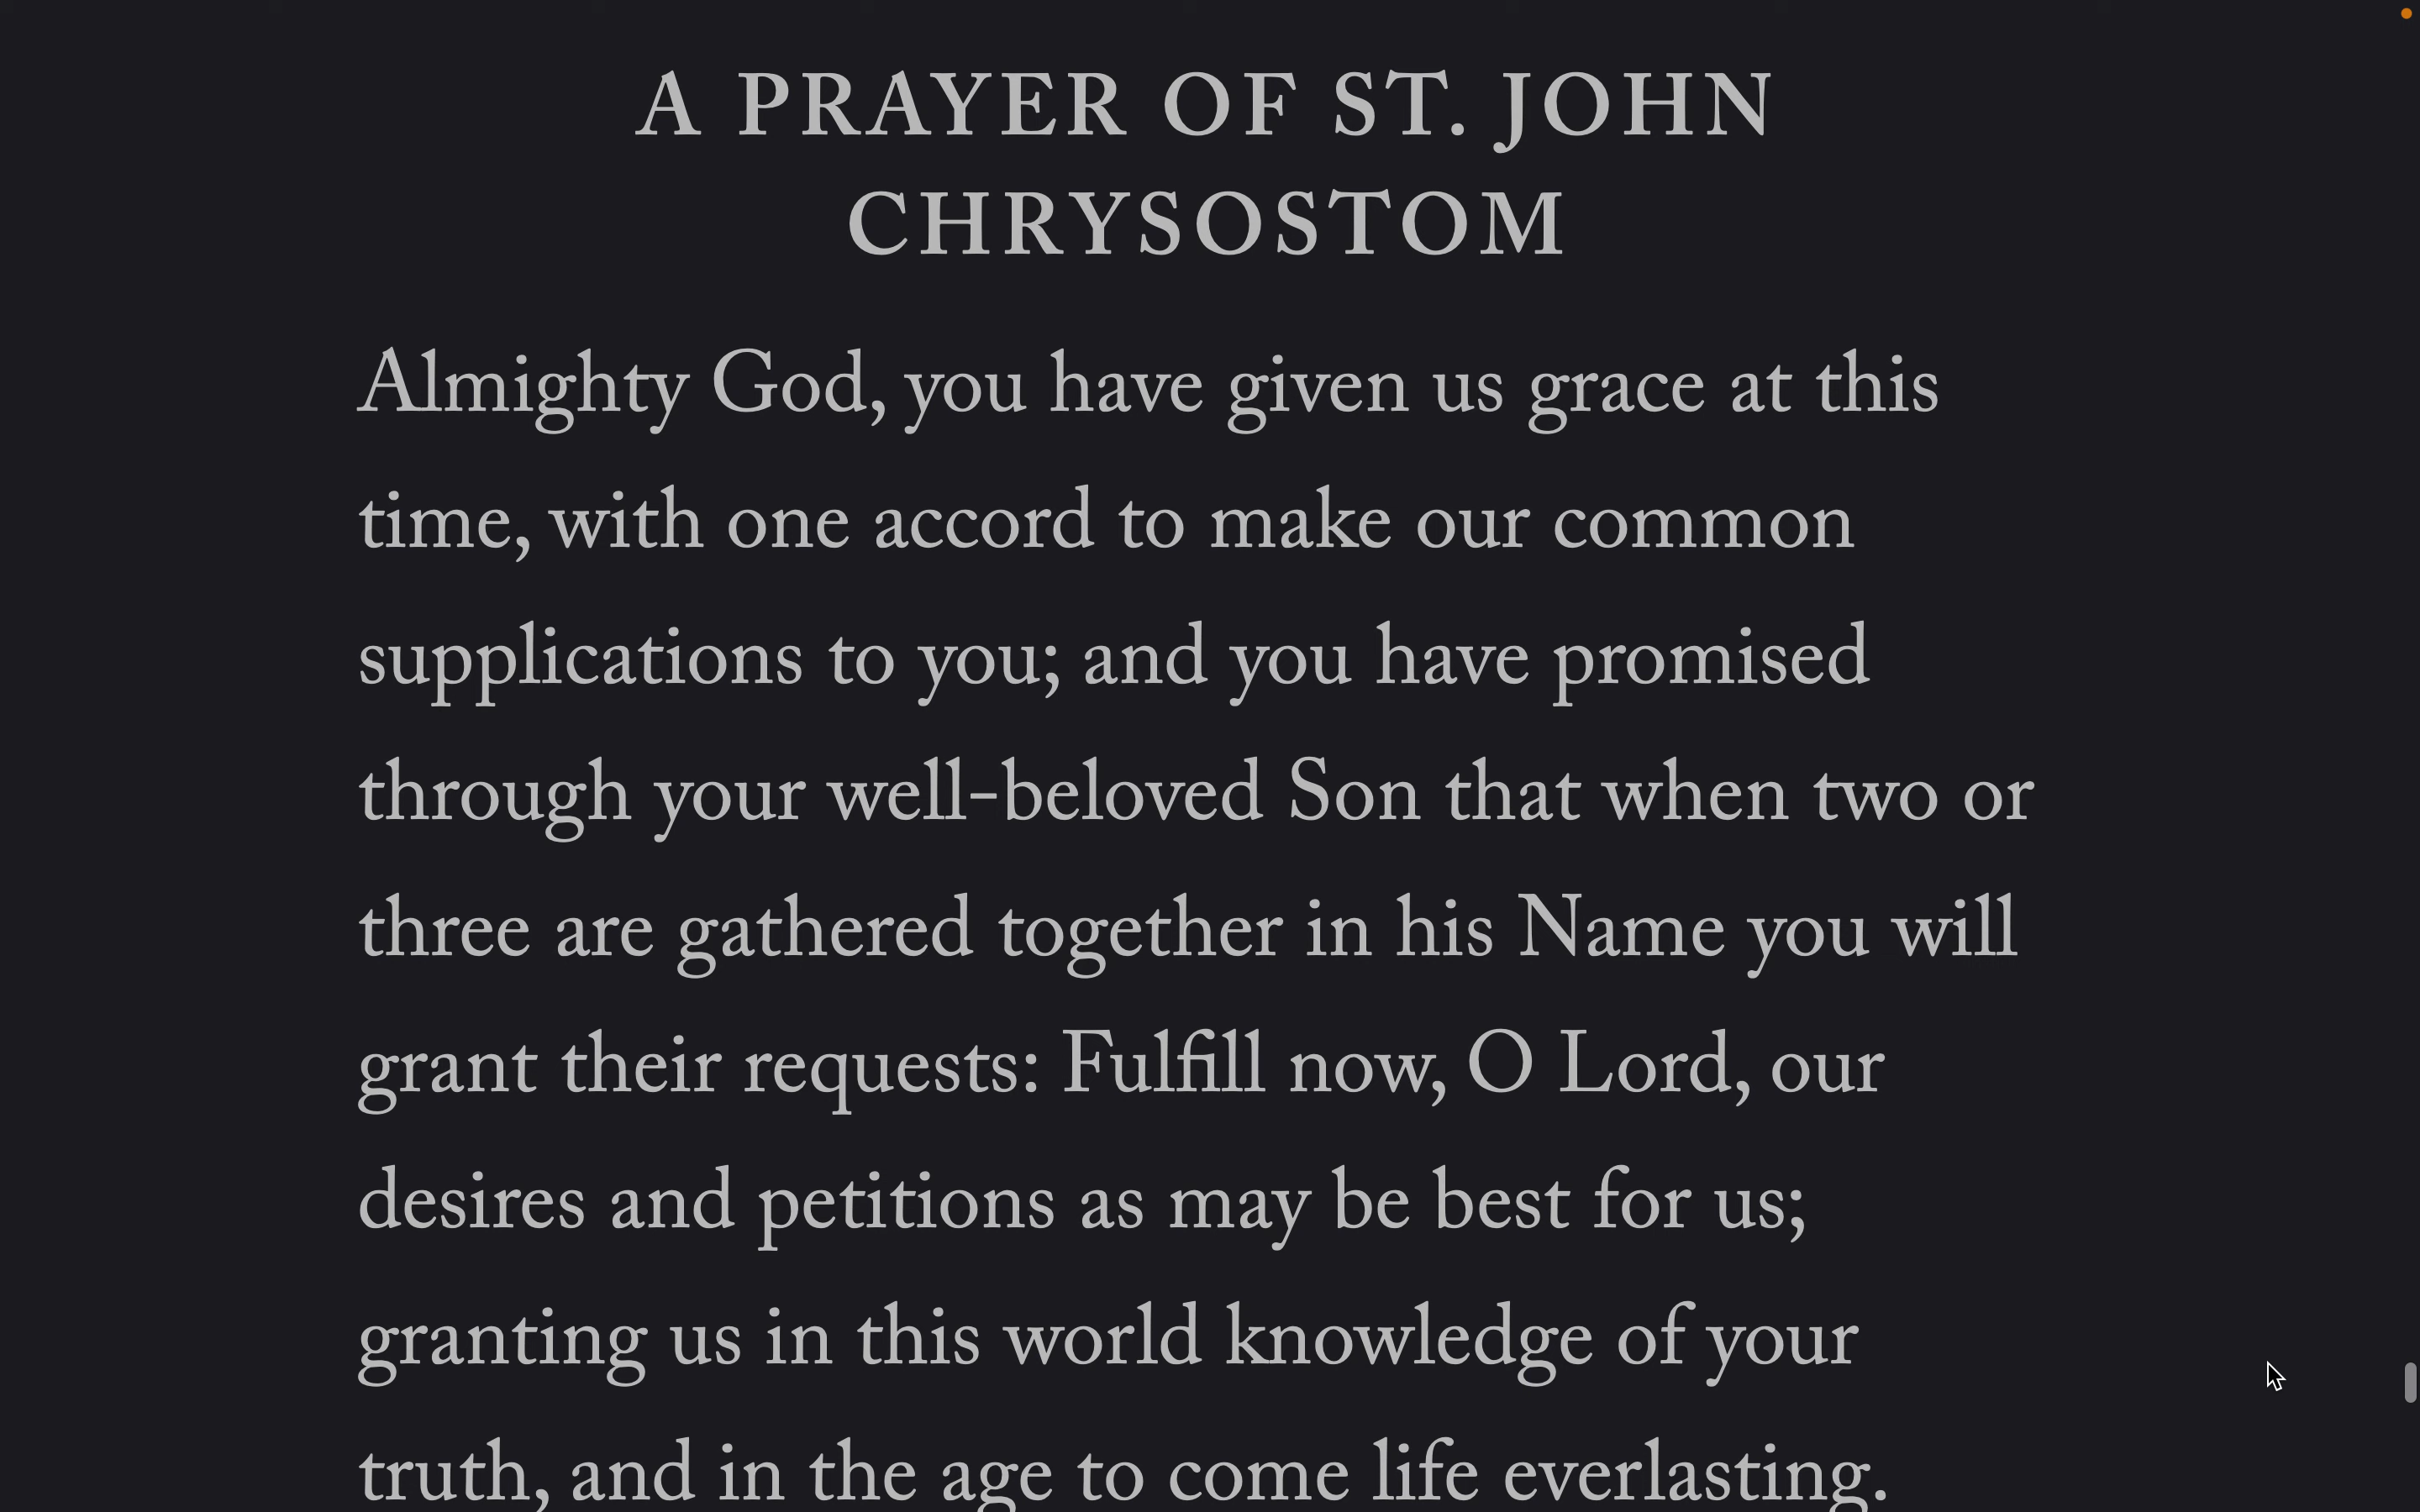 A PRAYER OF ST. JOHN
CHRYSOSTOM
Almighty God, you have given us grace at this
time, with one accord to make our common
supplications to you; and you have promised
through your well-beloved Son that when two or
three are gathered together in his Name you will
grant their requests: Fulfill now, O Lord, our
desires and petitions as may be best for us;
granting us in this world knowledge of your
truth, and in the age to come life everlasting.